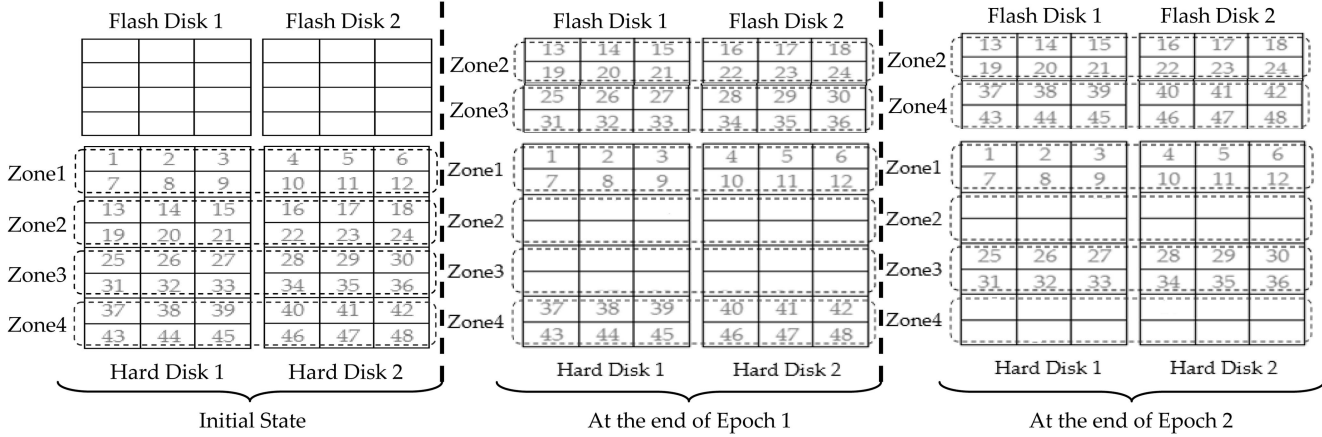 Flash Disk 1 Flash Disk 2
Zone1 1 2 3 4 5 6
7 8 9 10 11 12
Zone2 13 14 15 16 17 18
19 20 21 22 23 24
Zone3 25 26 27 28 29 30
31 32 33 34 35 36
Zone4 37 38 39 40 41 42
43 44 45 46 47 48
Hard Disk 1 Hard Disk 2
Initial State
Flash Disk 1 Flash Disk 2
Zone2 13 14 15 16 17 18
19 20 21 22 23 24
Zone3 25 26 27 28 29 30
31 32 33 34 35 36
Zone1 1 2 3 4 5 6
7 8 9 10 11 12
Zone2
Zone3
Zone4 37 38 39 40 41 42
43 44 45 46 47 48
Hard Disk 1 Hard Disk 2
At the end of Epoch 1
Flash Disk 1 Flash Disk 2
Zone2 13 14 15 16 17 18
19 20 21 22 23 24
Zone4 37 38 39 40 41 42
43 44 45 46 47 48
Zone1 1 2 3 4 5 6
7 8 9 10 11 12
Zone2
Zone3 25 26 27 28 29 30
31 32 33 34 35 36
Zone4
Hard Disk 1 Hard Disk 2
At the end of Epoch 2